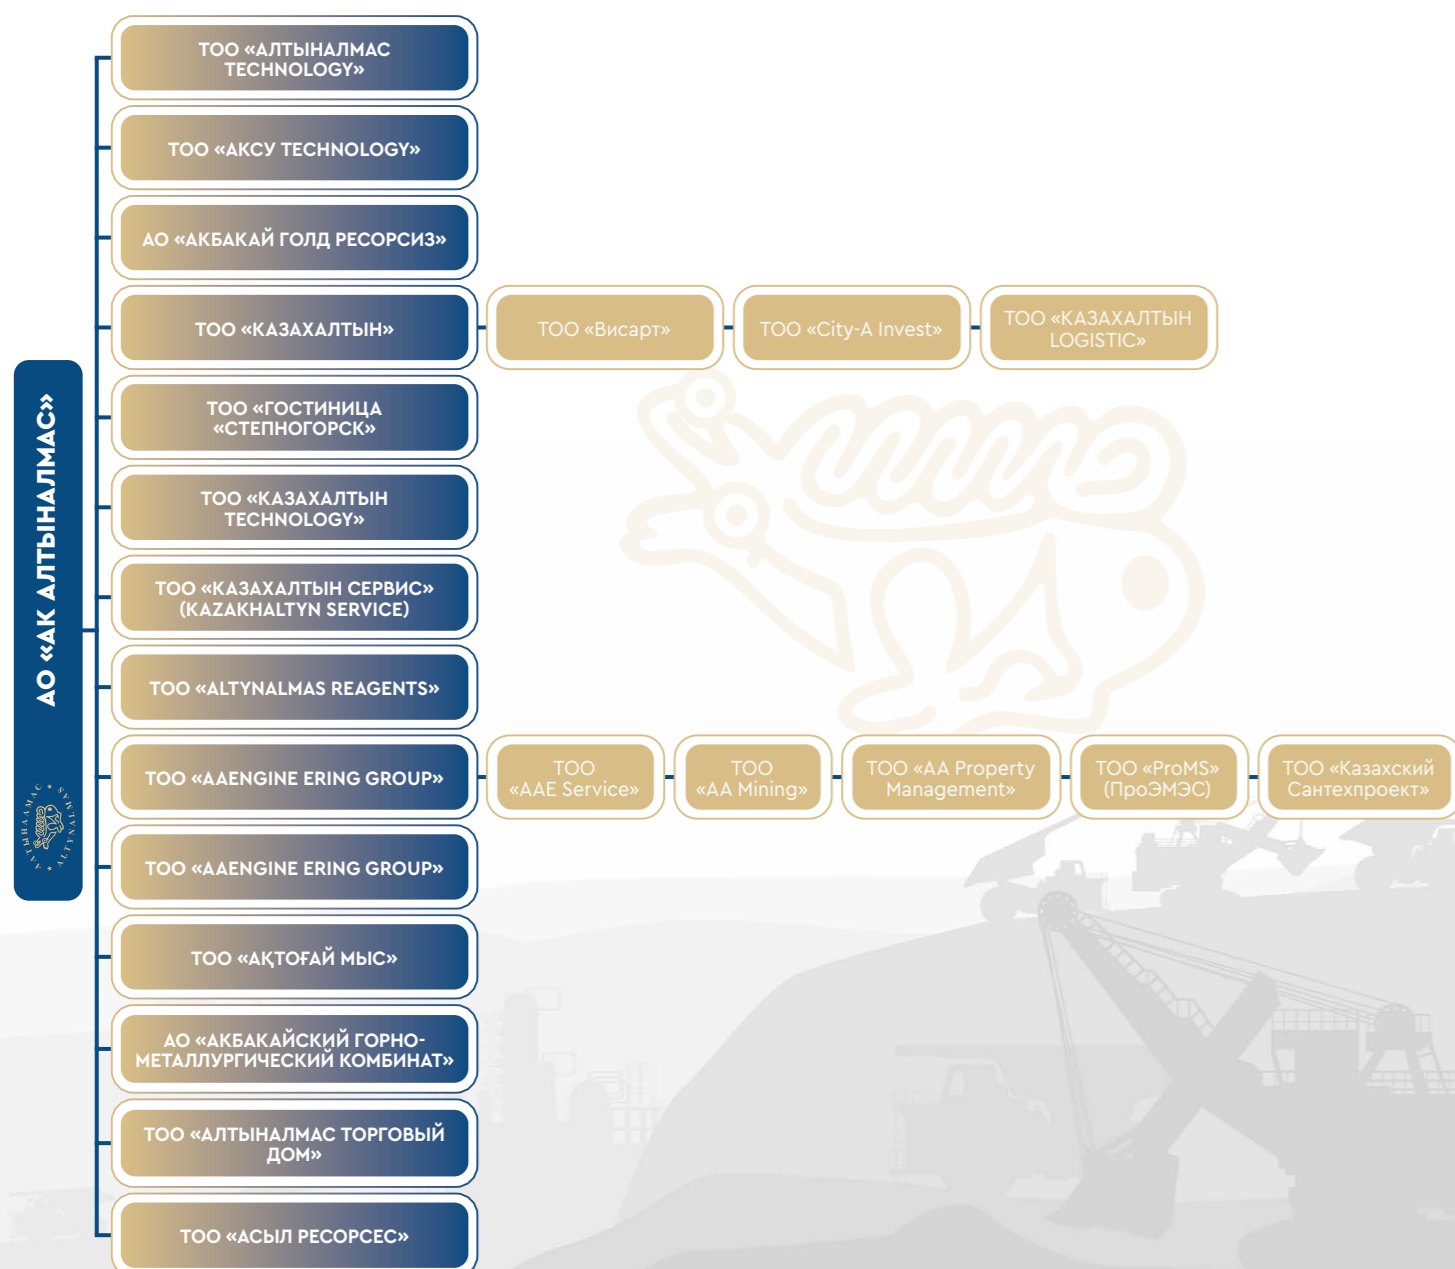 АО «АК АЛТЫНАЛМАС»
АЛТЫНАЛМАС
ALTYNALMAS
ТОО «АЛТЫНАЛМАС
TECHNOLOGY»
ТОО «АКСУ TECHNOLOGY»
АО «АКБАКАЙ ГОЛД РЕСОРСИЗ»
ТОО «КАЗАХАЛТЫН»
ТОО «Висарт»
ТОО «City-A Invest»
ТОО «КАЗАХАЛТЫН
LOGISTIC»
ТОО «ГОСТИНИЦА
«СТЕПНОГОРСК»
ТОО «КАЗАХАЛТЫН
TECHNOLOGY»
ТОО «КАЗАХАЛТЫН СЕРВИС»
(KAZAKHALTYN SERVICE)
ТОО «ALTYNALMAS REAGENTS»
ТОО «AAENGINE ERING GROUP»
ТОО
«AAE Service»
ТОО
«AA Mining»
ТОО «AA Property
Management»
ТОО «ProMS»
(ПроЭМЭС)
ТОО «Казахский
Сантехпроект»
ТОО «AAENGINE ERING GROUP»
ТОО «АҚТОҒАЙ МЫС»
АО «АКБАКАЙСКИЙ ГОРНО-
МЕТАЛЛУРГИЧЕСКИЙ КОМБИНАТ»
ТОО «АЛТЫНАЛМАС ТОРГОВЫЙ
ДОМ»
ТОО «АСЫЛ РЕСОРСЕС»